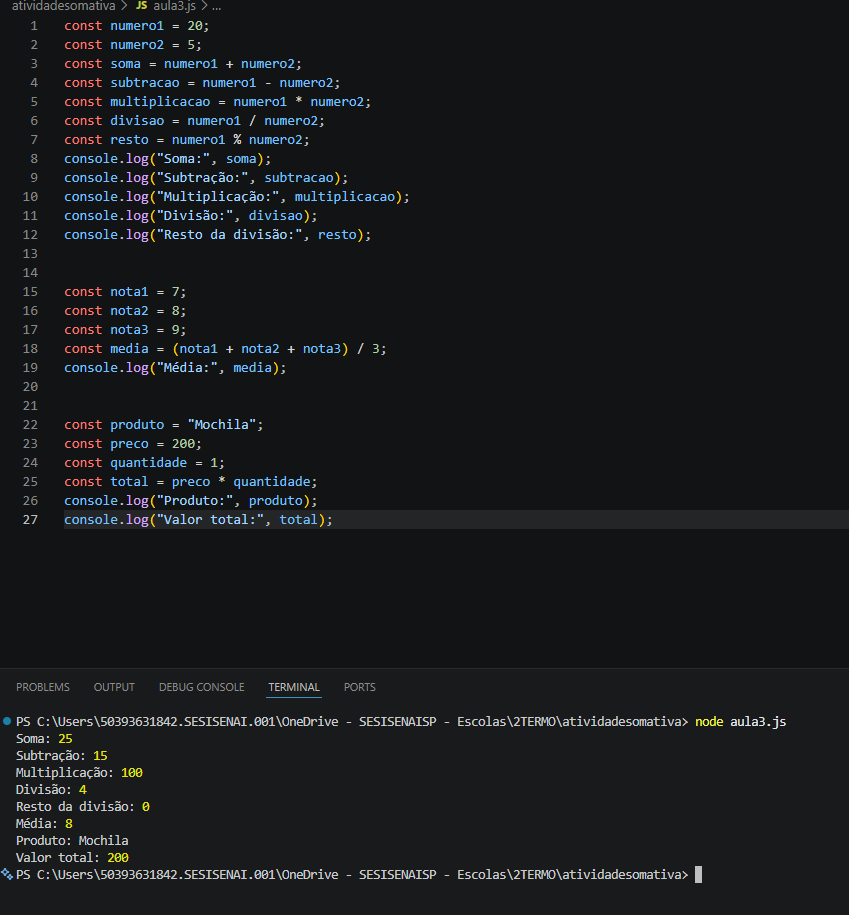 atividadesomativa > JS aula3.js > ...
1 const numero1 = 20;
2 const numero2 = 5;
3 const soma = numero1 + numero2;
4 const subtracao = numero1 - numero2;
5 const multiplicacao = numero1 * numero2;
6 const divisao = numero1 / numero2;
7 const resto = numero1 % numero2;
8 console.log("Soma:", soma);
9 console.log("Subtração:", subtracao);
10 console.log("Multiplicação:", multiplicacao);
11 console.log("Divisão:", divisao);
12 console.log("Resto da divisão:", resto);
13
14
15 const nota1 = 7;
16 const nota2 = 8;
17 const nota3 = 9;
18 const media = (nota1 + nota2 + nota3) / 3;
19 console.log("Média:", media);
20
21
22 const produto = "Mochila";
23 const preco = 200;
24 const quantidade = 1;
25 const total = preco * quantidade;
26 console.log("Produto:", produto);
27 console.log("Valor total:", total);
PROBLEMS OUTPUT DEBUG CONSOLE TERMINAL PORTS
PS C:\Users\50393631842.SESISENAI.001\OneDrive - SESISENAISP - Escolas\2TERMO\atividadesomativa> node aula3.js
Soma: 25
Subtração: 15
Multiplicação: 100
Divisão: 4
Resto da divisão: 0
Média: 8
Produto: Mochila
Valor total: 200
PS C:\Users\50393631842.SESISENAI.001\OneDrive - SESISENAISP - Escolas\2TERMO\atividadesomativa>